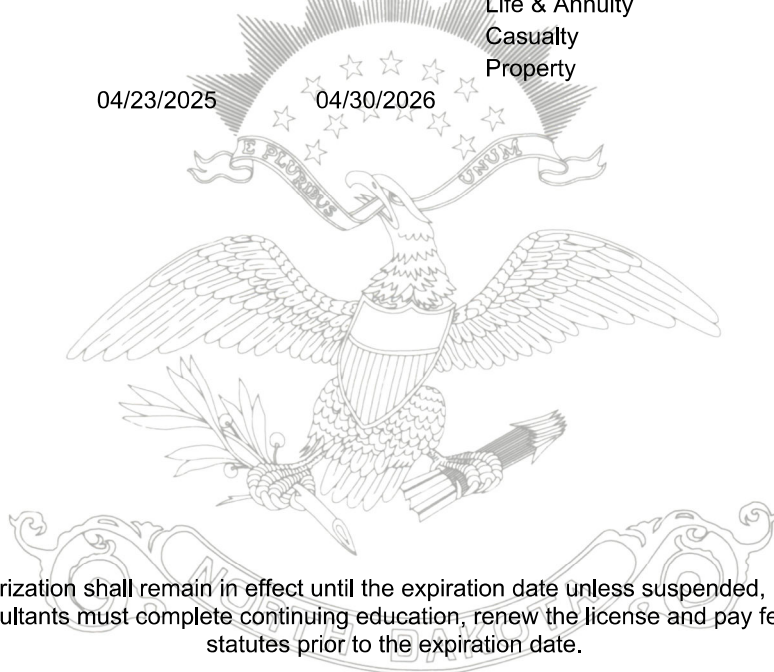 Life & Annuity
Casualty
Property
04/23/2025 04/30/2026
E PLURIBUS UNUM
rization shall remain in effect until the expiration date unless suspended,
ultants must complete continuing education, renew the license and pay fe
statutes prior to the expiration date.
NORTH DAKOTA